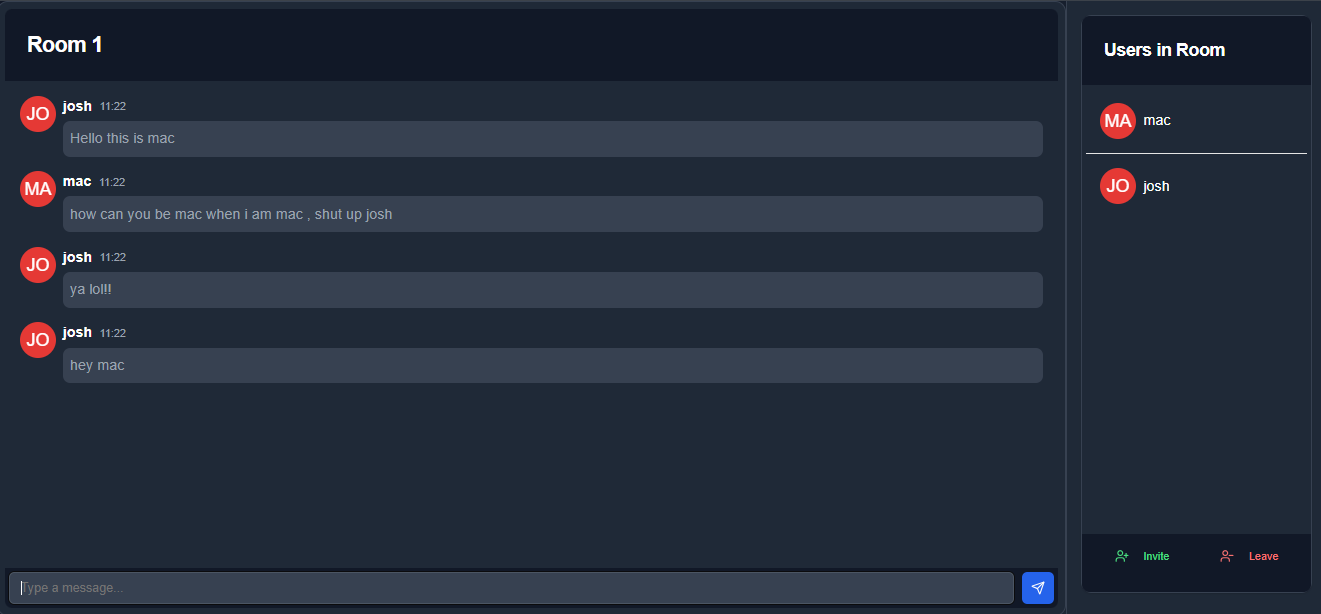 Room 1
JO josh 11:22
Hello this is mac
MA mac 11:22
how can you be mac when i am mac , shut up josh
JO josh 11:22
ya lol!!
JO josh 11:22
hey mac
Type a message...
Users in Room
MA mac
JO josh
Invite Leave